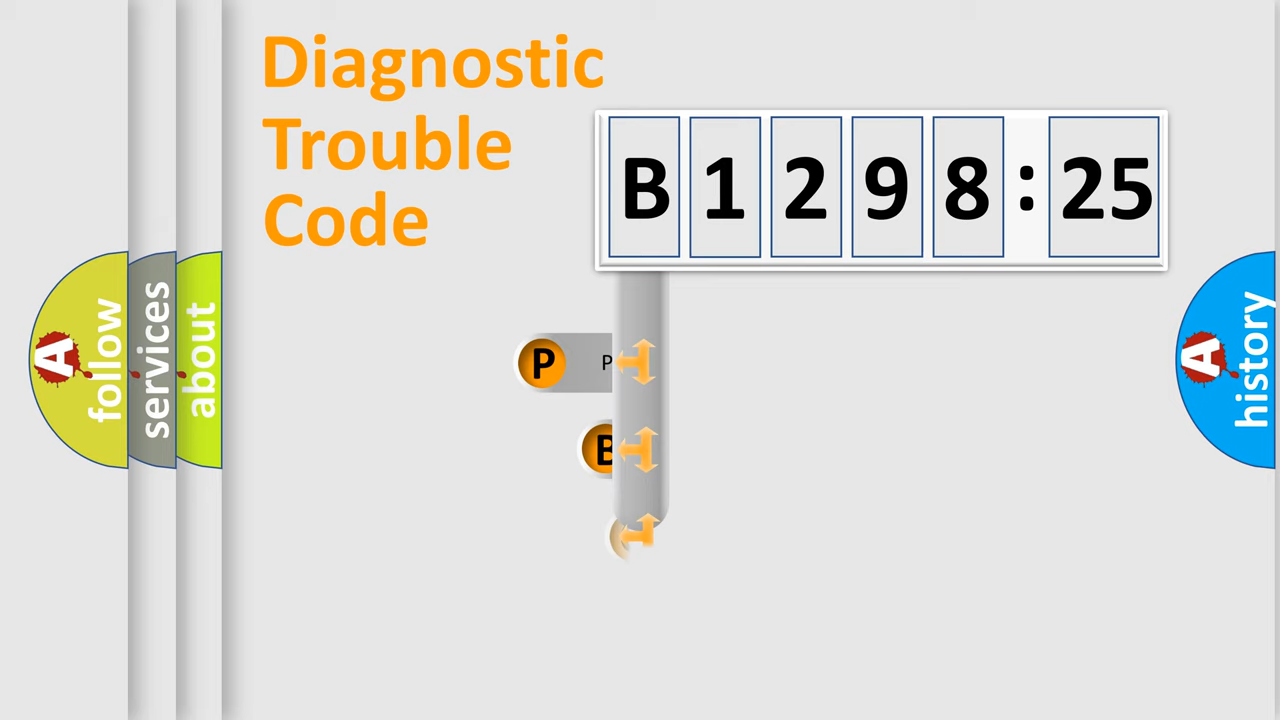 Diagnostic
Trouble
Code
B 1 2 9 8 : 25
P P
B
A follow
services
about
A history